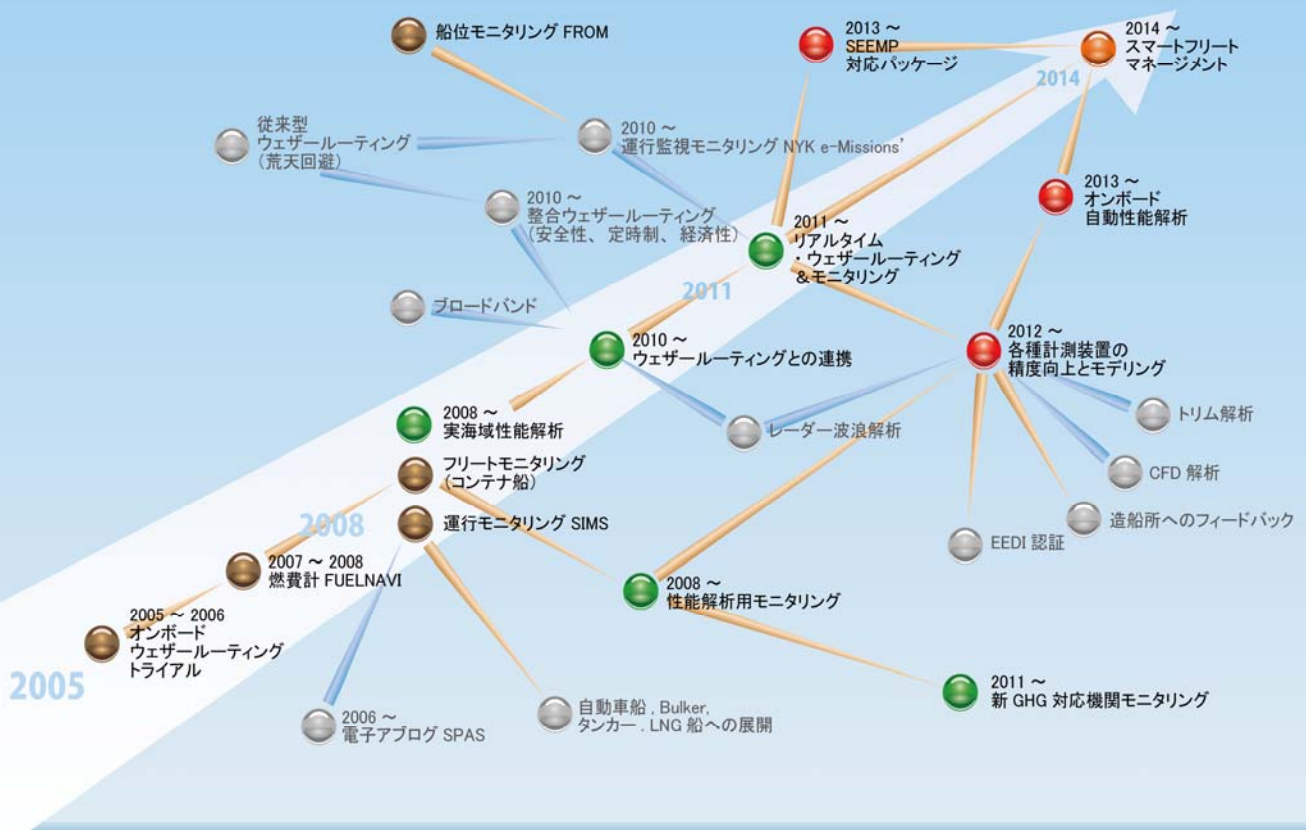 船位モニタリング FROM
2013 ～
SEEMP
対応パッケージ
2014 ～
スマートフリート
マネージメント
2014
従来型
ウェザールーティング
(荒天回避)
2010 ～
運行監視モニタリング NYK e-Missions'
2010 ～
整合ウェザールーティング
(安全性、定時制、経済性)
2013 ～
オンボード
自動性能解析
2011 ～
リアルタイム
・ウェザールーティング
＆モニタリング
2011
ブロードバンド
2010 ～
ウェザールーティングとの連携
2012 ～
各種計測装置の
精度向上とモデリング
2008 ～
実海域性能解析
レーダー波浪解析
トリム解析
フリートモニタリング
(コンテナ船)
CFD 解析
2008
運行モニタリング SIMS
造船所へのフィードバック
EEDI 認証
2007 ～ 2008
燃費計 FUELNAVI
2008 ～
性能解析用モニタリング
2005 ～ 2006
オンボード
ウェザールーティング
トライアル
2005
2011 ～
新 GHG 対応機関モニタリング
2006 ～
電子アブログ SPAS
自動車船 . Bulker,
タンカー . LNG 船への展開